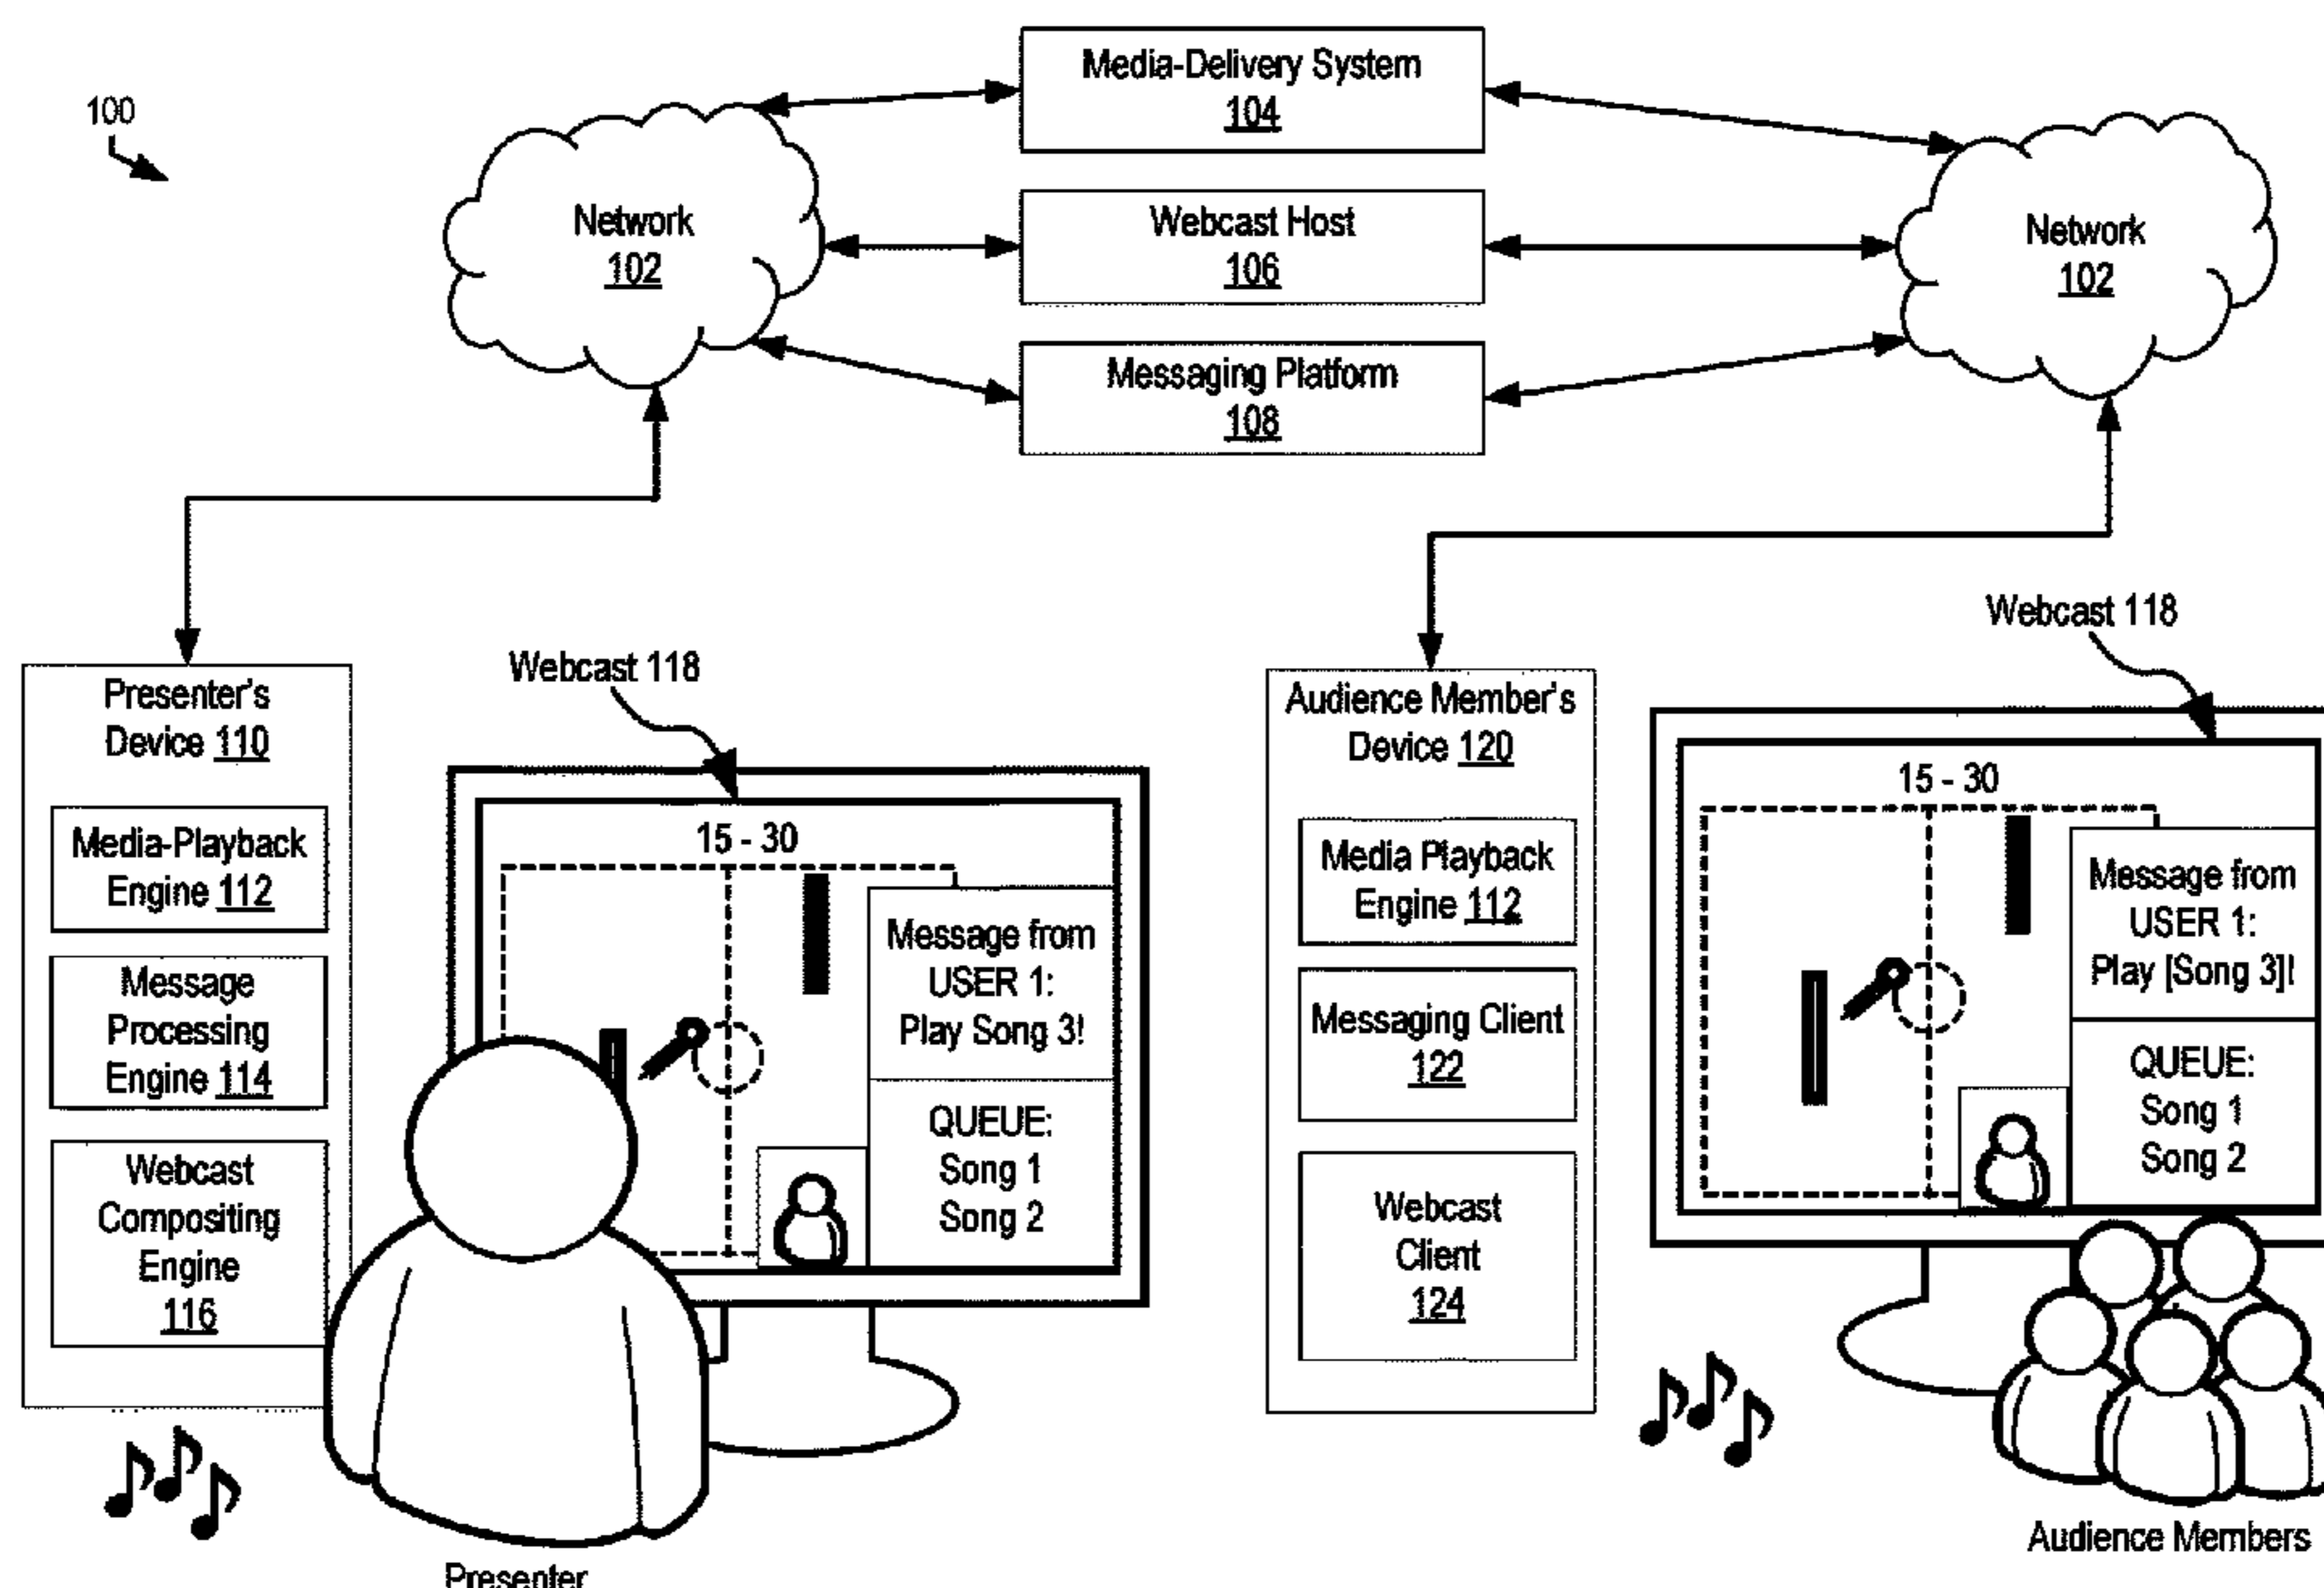 100
Media-Delivery System
104
Network
102
Webcast Host
106
Network
102
Messaging Platform
108
Webcast 118
Presenter's
Device 110
Media-Playback
Engine 112
Message
Processing
Engine 114
Webcast
Compositing
Engine
116
15 - 30
Message from
USER 1:
Play Song 3!
QUEUE:
Song 1
Song 2
Presenter
Webcast 118
Audience Member's
Device 120
Media Playback
Engine 112
Messaging Client
122
Webcast
Client
124
15 - 30
Message from
USER 1:
Play [Song 3]!
QUEUE:
Song 1
Song 2
Audience Members